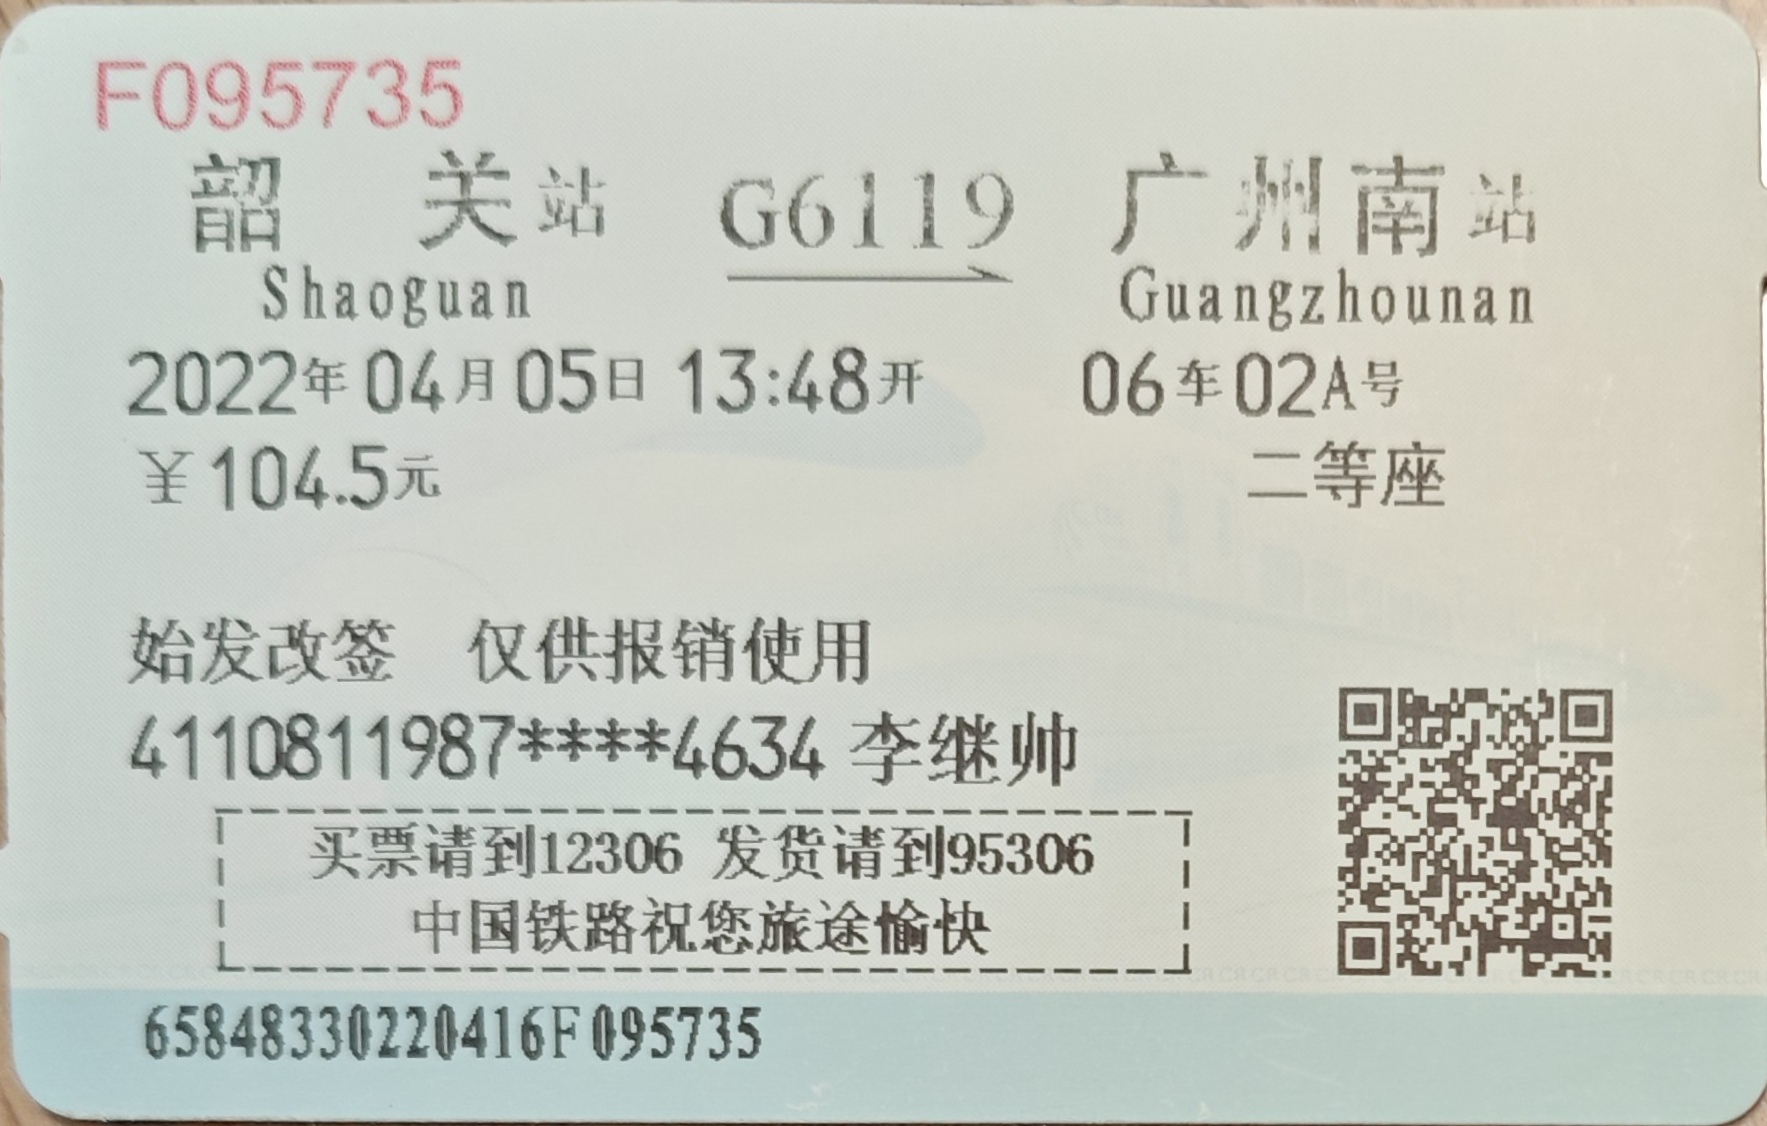 F095735
韶关站 G6119 广州南站
Shaoguan Guangzhounan
2022年04月05日 13:48开 06车02A号
￥104.5元 二等座
始发改签 仅供报销使用
4110811987****4634 李继帅
买票请到12306 发货请到95306
中国铁路祝您旅途愉快
65848330220416F095735